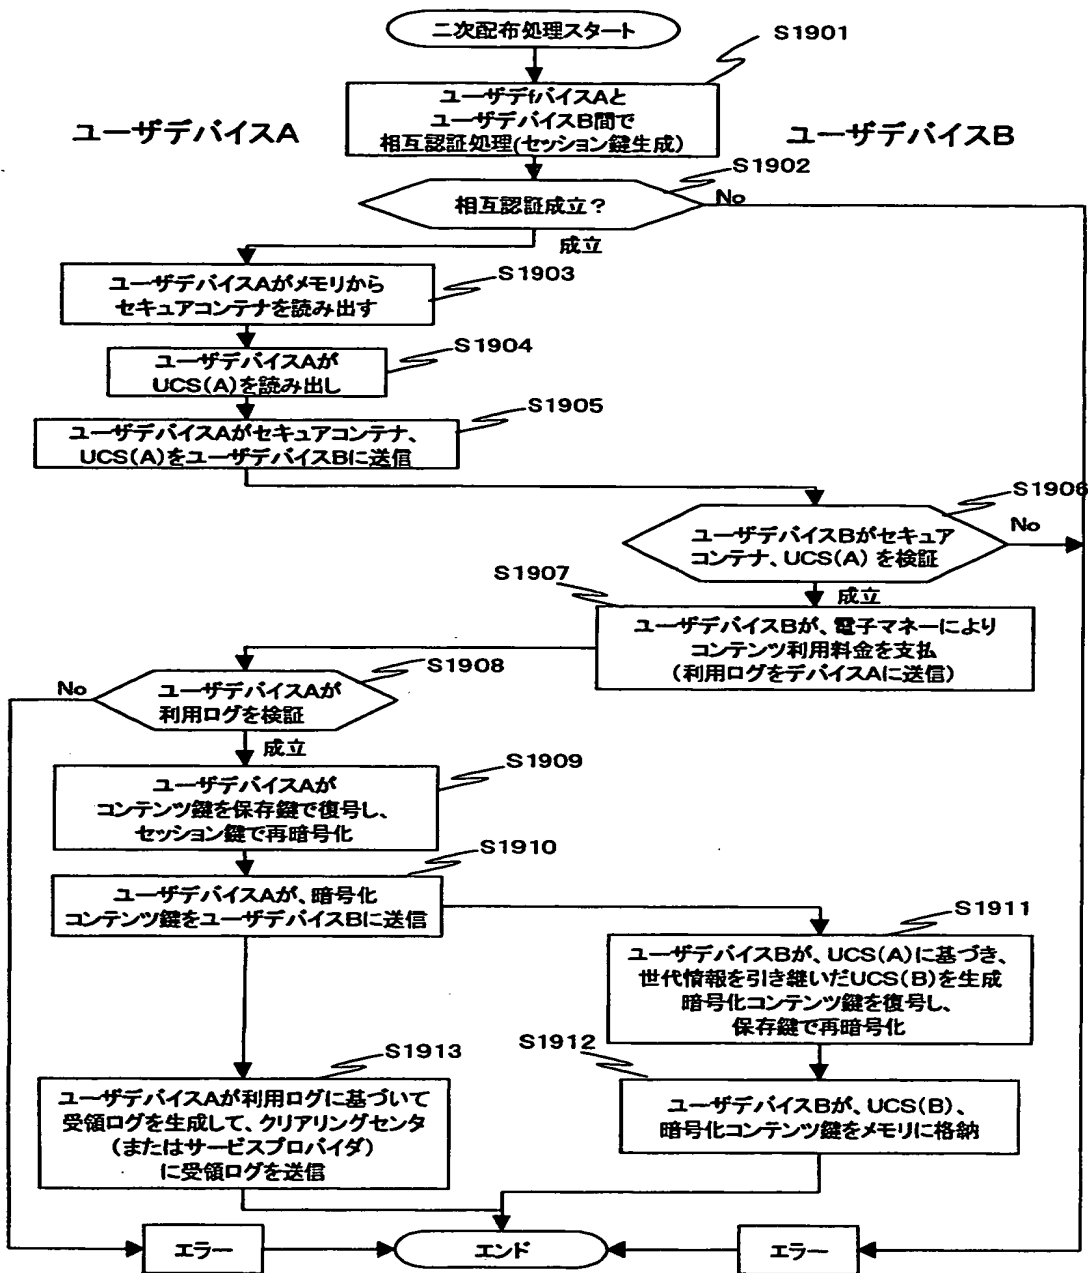 二次配布処理スタート
S1901
ユーザデfバイスAと
ユーザデバイスB間で
相互認証処理(セッション鍵生成)
ユーザデバイスA
ユーザデバイスB
S1902
相互認証成立?
No
成立
S1903
ユーザデバイスAがメモリから
セキュアコンテナを読み出す
S1904
ユーザデバイスAが
UCS(A)を読み出し
S1905
ユーザデバイスAがセキュアコンテナ、
UCS(A)をユーザデバイスBに送信
S1906
ユーザデバイスBがセキュア
コンテナ、UCS(A) を検証
No
成立
S1907
ユーザデバイスBが、電子マネーにより
コンテンツ利用料金を支払
(利用ログをデバイスAに送信)
S1908
ユーザデバイスAが
利用ログを検証
No
成立
S1909
ユーザデバイスAが
コンテンツ鍵を保存鍵で復号し、
セッション鍵で再暗号化
S1910
ユーザデバイスAが、暗号化
コンテンツ鍵をユーザデバイスBに送信
S1911
ユーザデバイスBが、UCS(A)に基づき、
世代情報を引き継いだUCS(B)を生成
暗号化コンテンツ鍵を復号し、
保存鍵で再暗号化
S1912
ユーザデバイスBが、UCS(B)、
暗号化コンテンツ鍵をメモリに格納
S1913
ユーザデバイスAが利用ログに基づいて
受領ログを生成して、クリアリングセンタ
(またはサービスプロバイダ)
に受領ログを送信
エラー
エンド
エラー